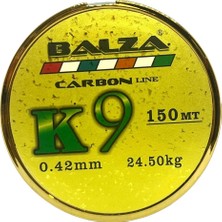 BALZA®
CARBON LINE
K9 150 MT
0.42mm 24.50kg